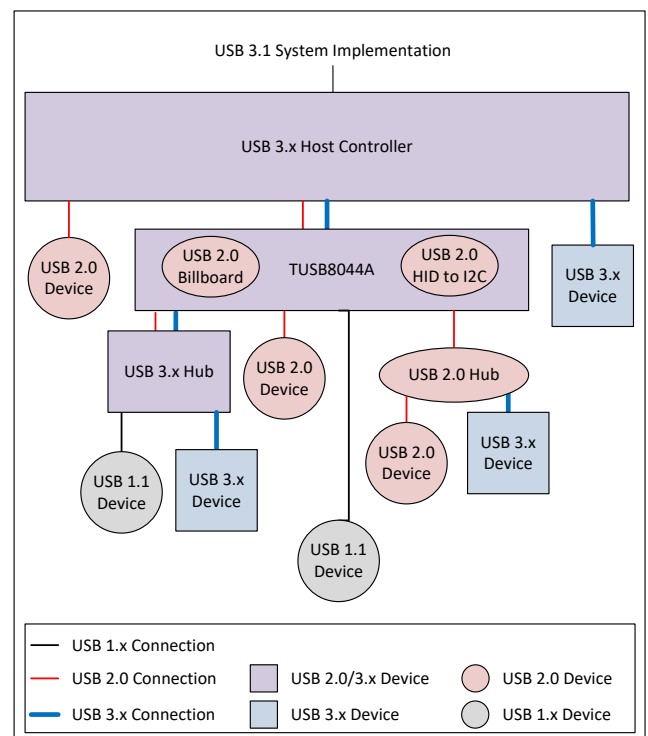 USB 3.1 System Implementation
USB 3.x Host Controller
USB 2.0
Device
USB 2.0
Billboard
TUSB8044A
USB 2.0
HID to I2C
USB 3.x
Device
USB 3.x Hub
USB 2.0
Device
USB 2.0 Hub
USB 1.1
Device
USB 3.x
Device
USB 2.0
Device
USB 3.x
Device
USB 1.1
Device
USB 1.x Connection
USB 2.0 Connection
USB 2.0/3.x Device
USB 2.0 Device
USB 3.x Connection
USB 3.x Device
USB 1.x Device